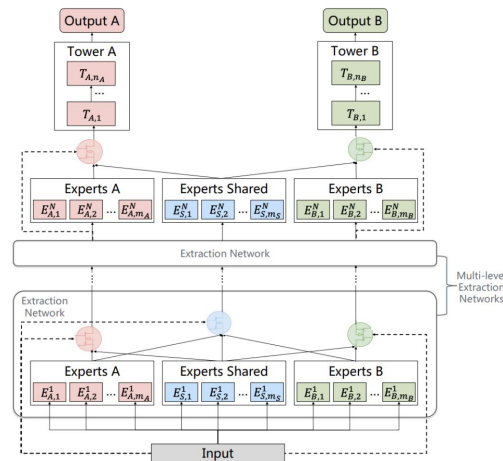 Output A
Output B
Tower A
Tower B
T_{A,n_A}
T_{B,n_B}
...
...
T_{A,1}
T_{B,1}
Experts A
Experts Shared
Experts B
E^N_{A,1} E^N_{A,2} ... E^N_{A,m_A}
E^N_{S,1} E^N_{S,2} ... E^N_{S,m_S}
E^N_{B,1} E^N_{B,2} ... E^N_{B,m_B}
Extraction Network
Multi-level
Extraction
Networks
Extraction
Network
Experts A
Experts Shared
Experts B
E^1_{A,1} E^1_{A,2} ... E^1_{A,m_A}
E^1_{S,1} E^1_{S,2} ... E^1_{S,m_S}
E^1_{B,1} E^1_{B,2} ... E^1_{B,m_B}
Input